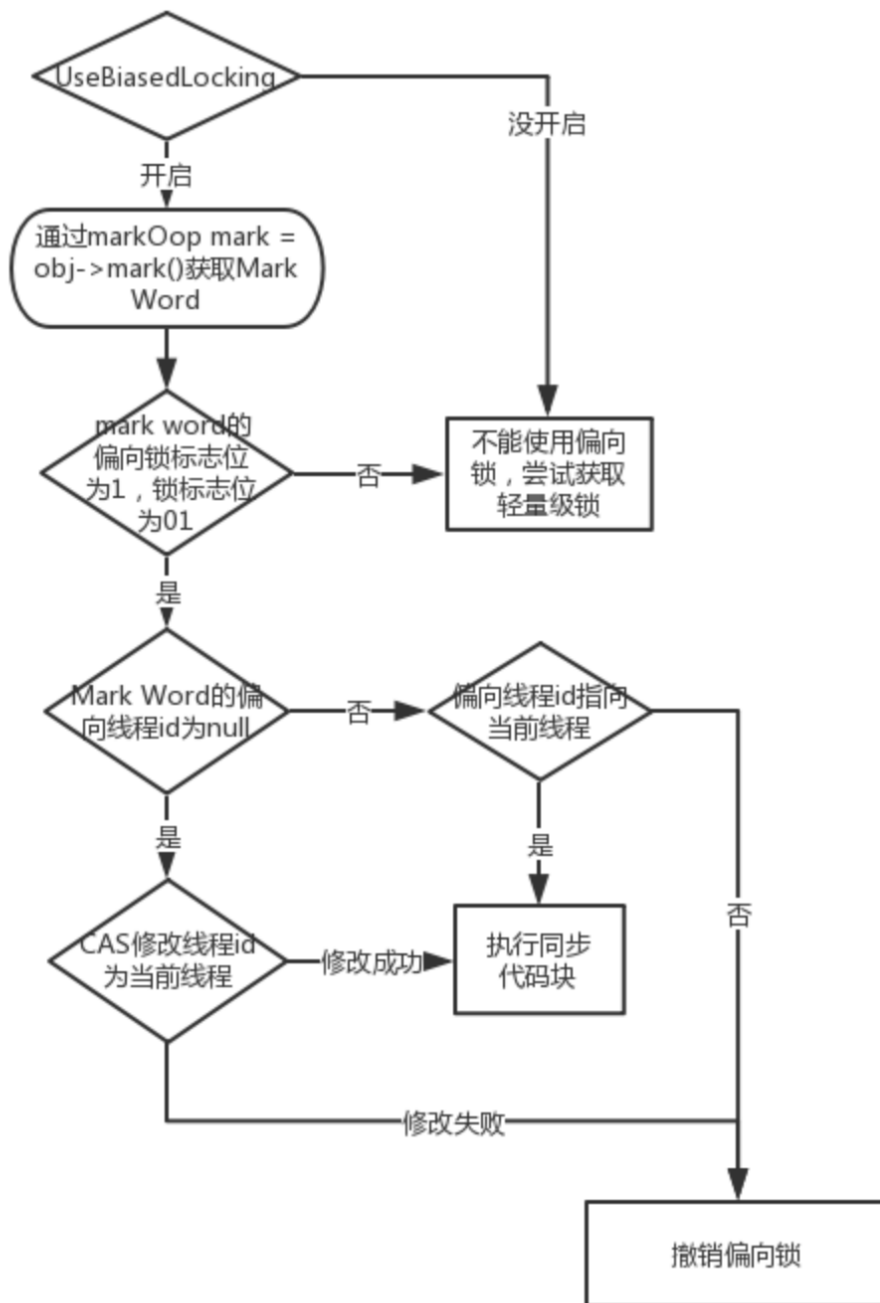 UseBiasedLocking
没开启
开启
通过markOop mark =
obj->mark()获取Mark
Word
mark word的
偏向锁标志位
为1，锁标志位
为01
否
不能使用偏向
锁，尝试获取
轻量级锁
是
Mark Word的偏
向线程id为null
否
偏向线程id指向
当前线程
是
是
否
CAS修改线程id
为当前线程
修改成功
执行同步
代码块
修改失败
撤销偏向锁